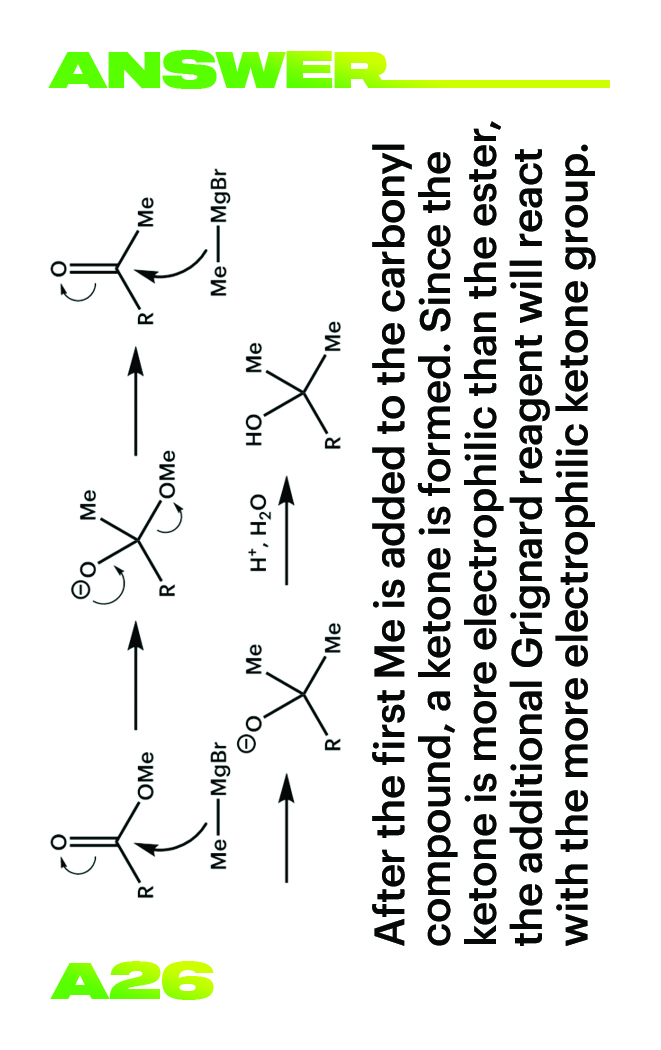 ANSWER
O
R
OMe
Me—MgBr
⊖O
Me
R
OMe
O
R
Me
Me—MgBr
⊖O
Me
R
Me
H⁺, H₂O
HO
Me
R
Me
After the first Me is added to the carbonyl
compound, a ketone is formed. Since the
ketone is more electrophilic than the ester,
the additional Grignard reagent will react
with the more electrophilic ketone group.
A26